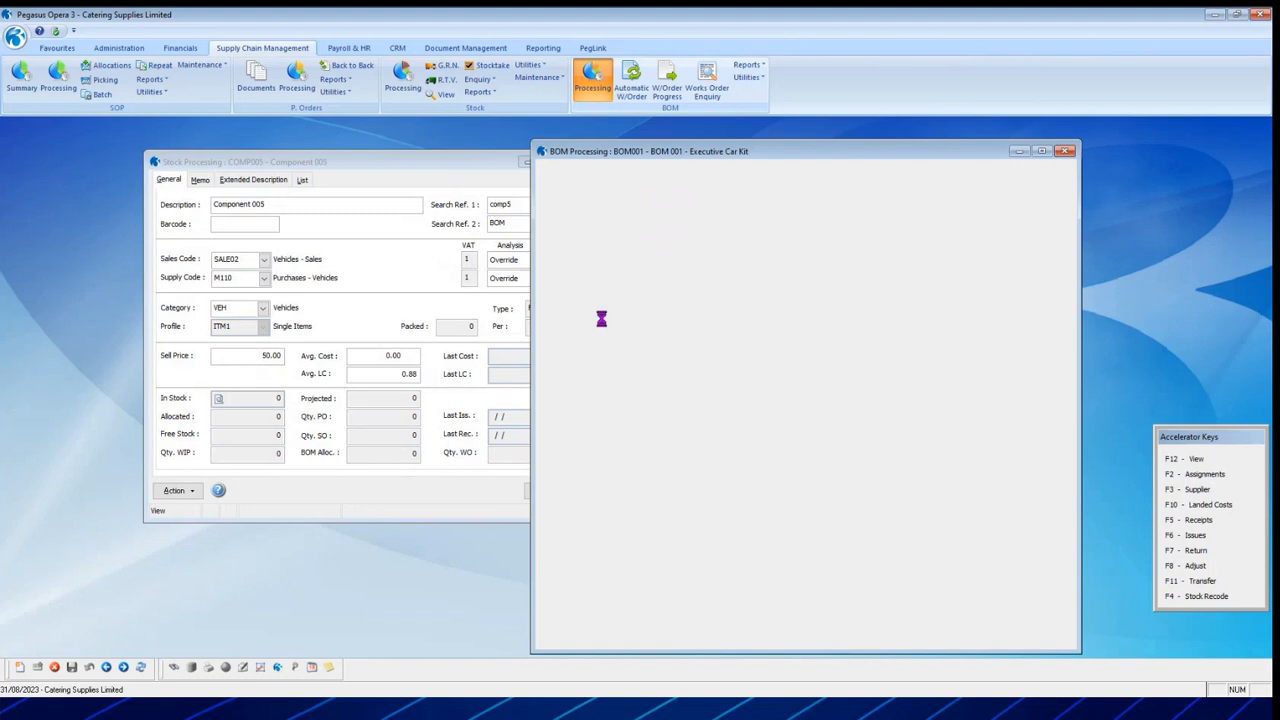 Pegasus Opera 3 - Catering Supplies Limited
Favourites Administration Financials Supply Chain Management Payroll & HR CRM Document Management Reporting PegLink
Summary Processing Allocations Picking Batch Repeat Reports Utilities Maintenance SOP
Documents Processing Back to Back Reports Utilities P. Orders
Processing G.R.N. R.T.V. View Stocktake Enquiry Reports Utilities Maintenance Stock
Processing Automatic W/Order W/Order Progress Works Order Enquiry Reports Utilities BOM
Stock Processing : COMP005 - Component 005
General Memo Extended Description List
Description : Component 005 Search Ref. 1 : comp5
Barcode : Search Ref. 2 : BOM
VAT Analysis
Sales Code : SALE02 Vehicles - Sales 1 Override
Supply Code : M110 Purchases - Vehicles 1 Override
Category : VEH Vehicles Type :
Profile : ITM1 Single Items Packed : 0 Per :
Sell Price : 50.00 Avg. Cost : 0.00 Last Cost :
Avg. LC : 0.88 Last LC :
In Stock : 0 Projected : 0
Allocated : 0 Qty. PO : 0 Last Iss. : / /
Free Stock : 0 Qty. SO : 0 Last Rec. : / /
Qty. WIP : 0 BOM Alloc. : 0 Qty. WO :
Action
View
BOM Processing : BOM001 - BOM 001 - Executive Car Kit
Accelerator Keys
F12 - View
F2 - Assignments
F3 - Supplier
F10 - Landed Costs
F5 - Receipts
F6 - Issues
F7 - Return
F8 - Adjust
F11 - Transfer
F4 - Stock Recode
31/08/2023 - Catering Supplies Limited NUM